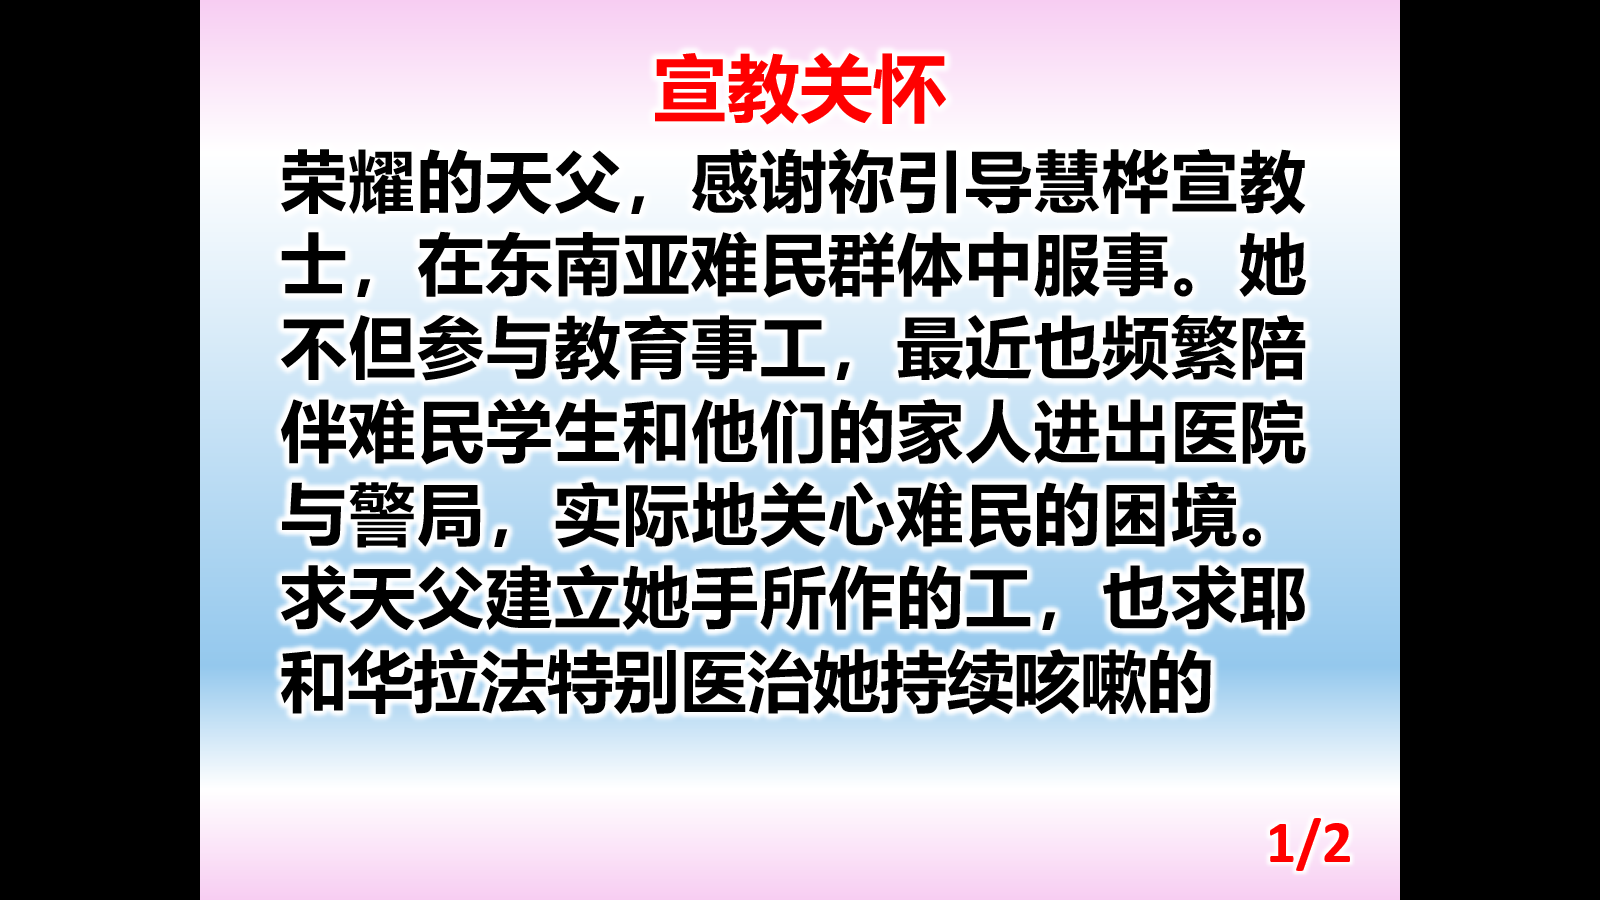 宣教关怀
荣耀的天父，感谢祢引导慧桦宣教
士，在东南亚难民群体中服事。她
不但参与教育事工，最近也频繁陪
伴难民学生和他们的家人进出医院
与警局，实际地关心难民的困境。
求天父建立她手所作的工，也求耶
和华拉法特别医治她持续咳嗽的
1/2